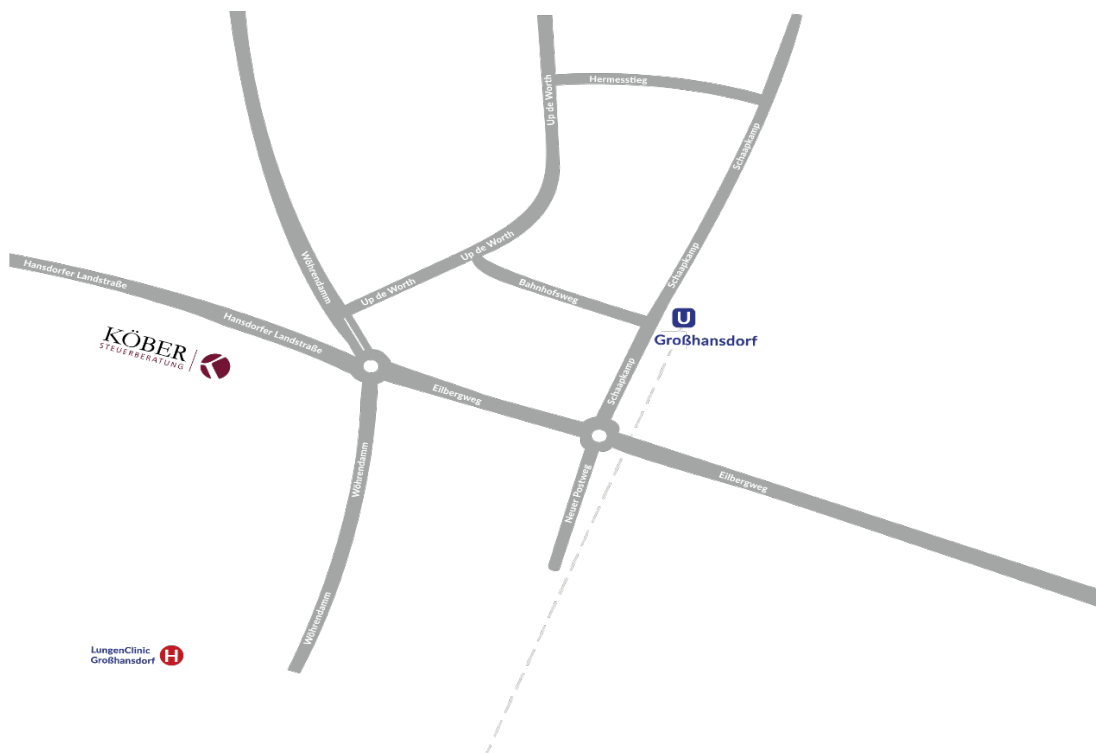 Hermesstieg
Up de Worth
Schaapkamp
Wöhrendamm
Up de Worth
Schaapkamp
Hansdorfer Landstraße
Up de Worth
Bahnhofsweg
U
Großhansdorf
Hansdorfer Landstraße
KÖBER
STEUERBERATUNG
Schaapkamp
Eilbergweg
Wöhrendamm
Neuer Postweg
Eilbergweg
Wöhrendamm
LungenClinic
Großhansdorf
H